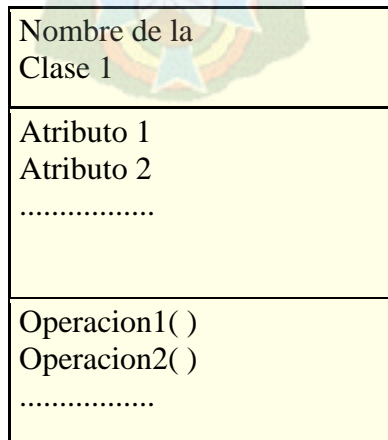 Nombre de la
Clase 1
Atributo 1
Atributo 2
.................
Operacion1( )
Operacion2( )
.................